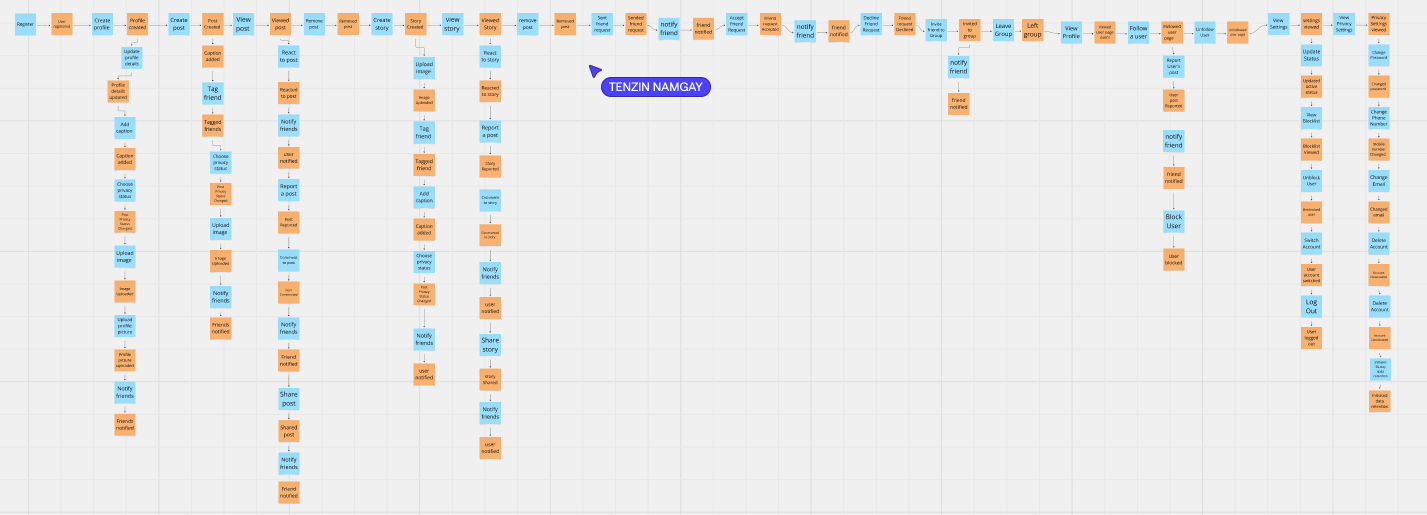 Register
User
registered
Create
profile
Profile
created
Create
post
Post
Created
View
post
Viewed
post
Remove
post
Removed
post
Create
story
Story
Created
view
story
Viewed
Story
remove
post
Removed
post
Sent
friend
request
Sended
friend
request
notify
friend
friend
notified
Accept
Friend
Request
Friend
request
Accepted
notify
friend
friend
notified
Decline
Friend
Request
Friend
request
Declined
Invite
friend to
Group
Invited
to
group
Leave
Group
Left
group
View
Profile
Viewed
user page
Follow
a user
Followed
user
page
Unfollow
User
Unfollowed
user page
View
Settings
settings
viewed
View
Privacy
Settings
Privacy
Settings
viewed
Update
profile
details
Profile
details
updated
Add
caption
Caption
added
Choose
privacy
status
Post
Privacy
Status
Changed
Upload
image
Image
Uploaded
Upload
profile
picture
Profile
picture
uploaded
Notify
friends
Friends
notified
Caption
added
Tag
friend
Tagged
friends
Choose
privacy
status
Post
Privacy
Status
Changed
Upload
image
Image
Uploaded
Notify
friends
Friends
notified
React
to post
Reacted
to post
Notify
friends
user
notified
Report
a post
Post
Reported
Comment
to post
Post
Commented
Notify
friends
Friend
notified
Share
post
Shared
post
Notify
friends
Friend
notified
Upload
image
Image
Uploaded
Tag
friend
Tagged
friend
Add
caption
Caption
added
Choose
privacy
status
Post
Privacy
Status
Changed
Notify
friends
user
notified
React
to story
Reacted
to story
Report
a post
Story
Reported
Comment
to story
Commented
to story
Notify
friends
user
notified
Share
story
story
Shared
Notify
friends
user
notified
TENZIN NAMGAY
notify
friend
friend
notified
Report
User's
post
User
post
Reported
notify
friend
friend
notified
Block
User
User
blocked
Update
Status
Updated
active
status
View
Blocklist
Blocklist
Viewed
Unblock
User
user
Switch
Account
User
account
switched
Log
Out
User
logged
out
Change
Password
Changed
password
Change
Phone
Number
Mobile
Number
Changed
Change
Email
Changed
email
Delete
Account
Delete
Account
Initiate
data
retention
Initiated
data
retention